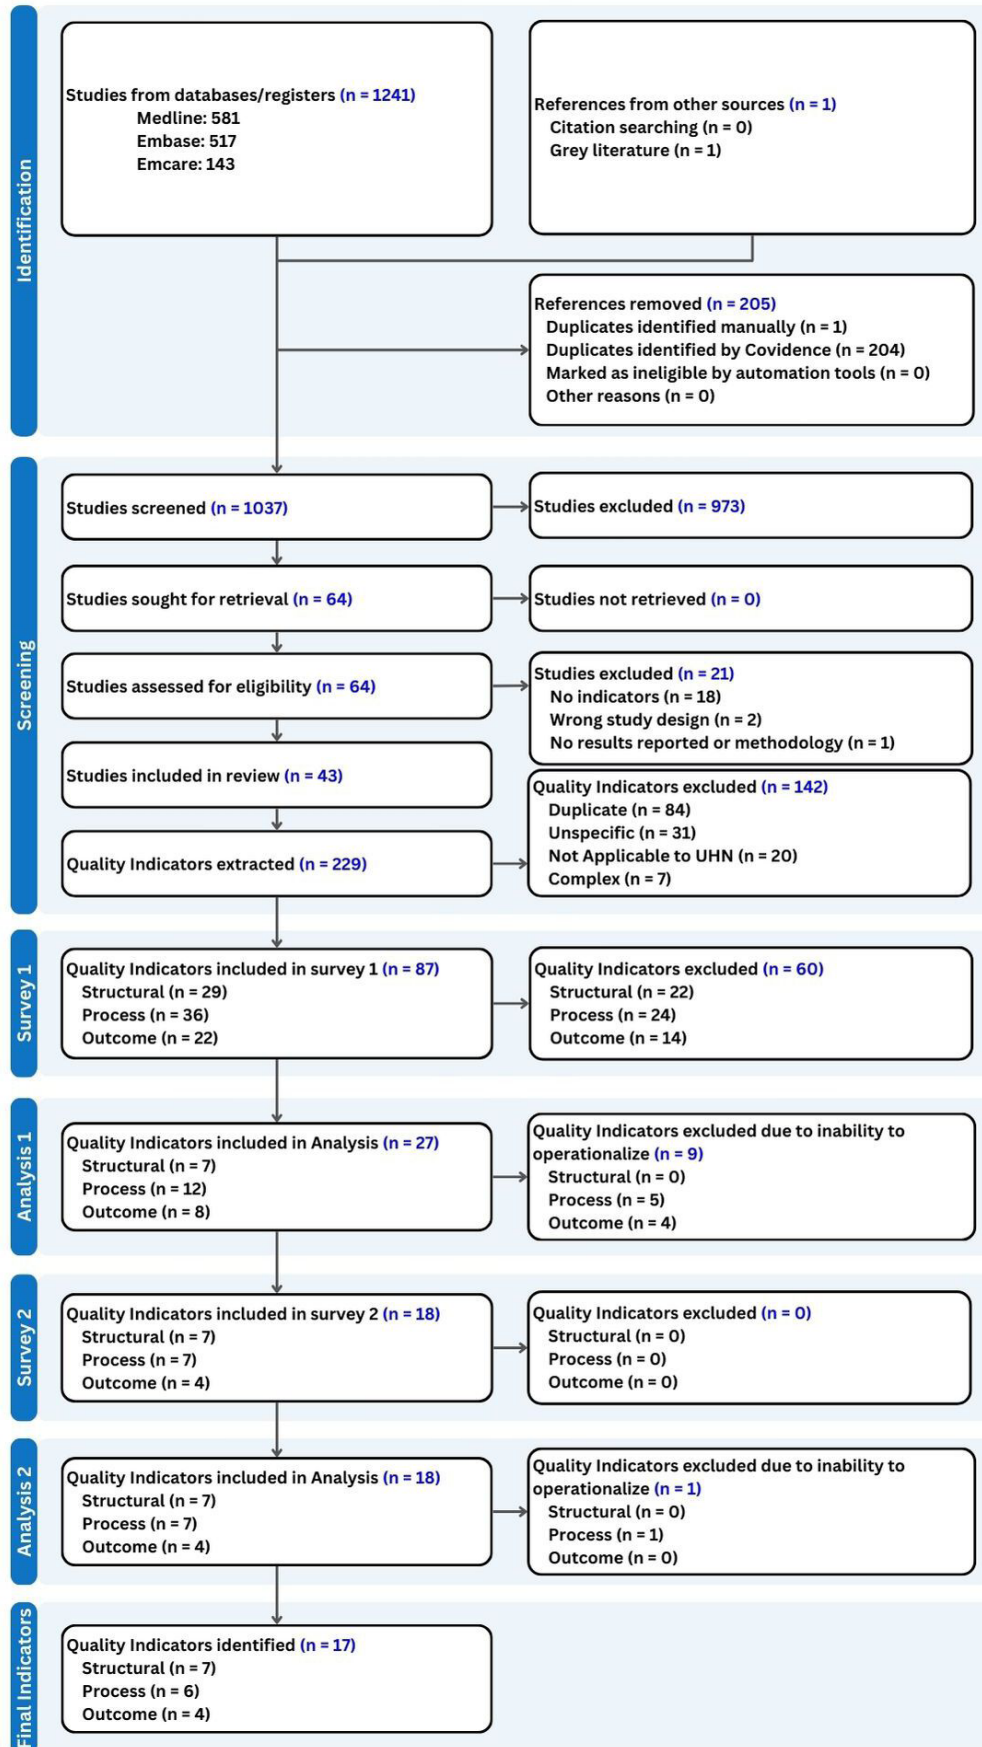 Identification
Studies from databases/registers (n = 1241)
Medline: 581
Embase: 517
Emcare: 143
References from other sources (n = 1)
Citation searching (n = 0)
Grey literature (n = 1)
References removed (n = 205)
Duplicates identified manually (n = 1)
Duplicates identified by Covidence (n = 204)
Marked as ineligible by automation tools (n = 0)
Other reasons (n = 0)
Screening
Studies screened (n = 1037)
Studies excluded (n = 973)
Studies sought for retrieval (n = 64)
Studies not retrieved (n = 0)
Studies assessed for eligibility (n = 64)
Studies excluded (n = 21)
No indicators (n = 18)
Wrong study design (n = 2)
No results reported or methodology (n = 1)
Studies included in review (n = 43)
Quality Indicators extracted (n = 229)
Quality Indicators excluded (n = 142)
Duplicate (n = 84)
Unspecific (n = 31)
Not Applicable to UHN (n = 20)
Complex (n = 7)
Survey 1
Quality Indicators included in survey 1 (n = 87)
Structural (n = 29)
Process (n = 36)
Outcome (n = 22)
Quality Indicators excluded (n = 60)
Structural (n = 22)
Process (n = 24)
Outcome (n = 14)
Analysis 1
Quality Indicators included in Analysis (n = 27)
Structural (n = 7)
Process (n = 12)
Outcome (n = 8)
Quality Indicators excluded due to inability to
operationalize (n = 9)
Structural (n = 0)
Process (n = 5)
Outcome (n = 4)
Survey 2
Quality Indicators included in survey 2 (n = 18)
Structural (n = 7)
Process (n = 7)
Outcome (n = 4)
Quality Indicators excluded (n = 0)
Structural (n = 0)
Process (n = 0)
Outcome (n = 0)
Analysis 2
Quality Indicators included in Analysis (n = 18)
Structural (n = 7)
Process (n = 7)
Outcome (n = 4)
Quality Indicators excluded due to inability to
operationalize (n = 1)
Structural (n = 0)
Process (n = 1)
Outcome (n = 0)
Final Indicators
Quality Indicators identified (n = 17)
Structural (n = 7)
Process (n = 6)
Outcome (n = 4)